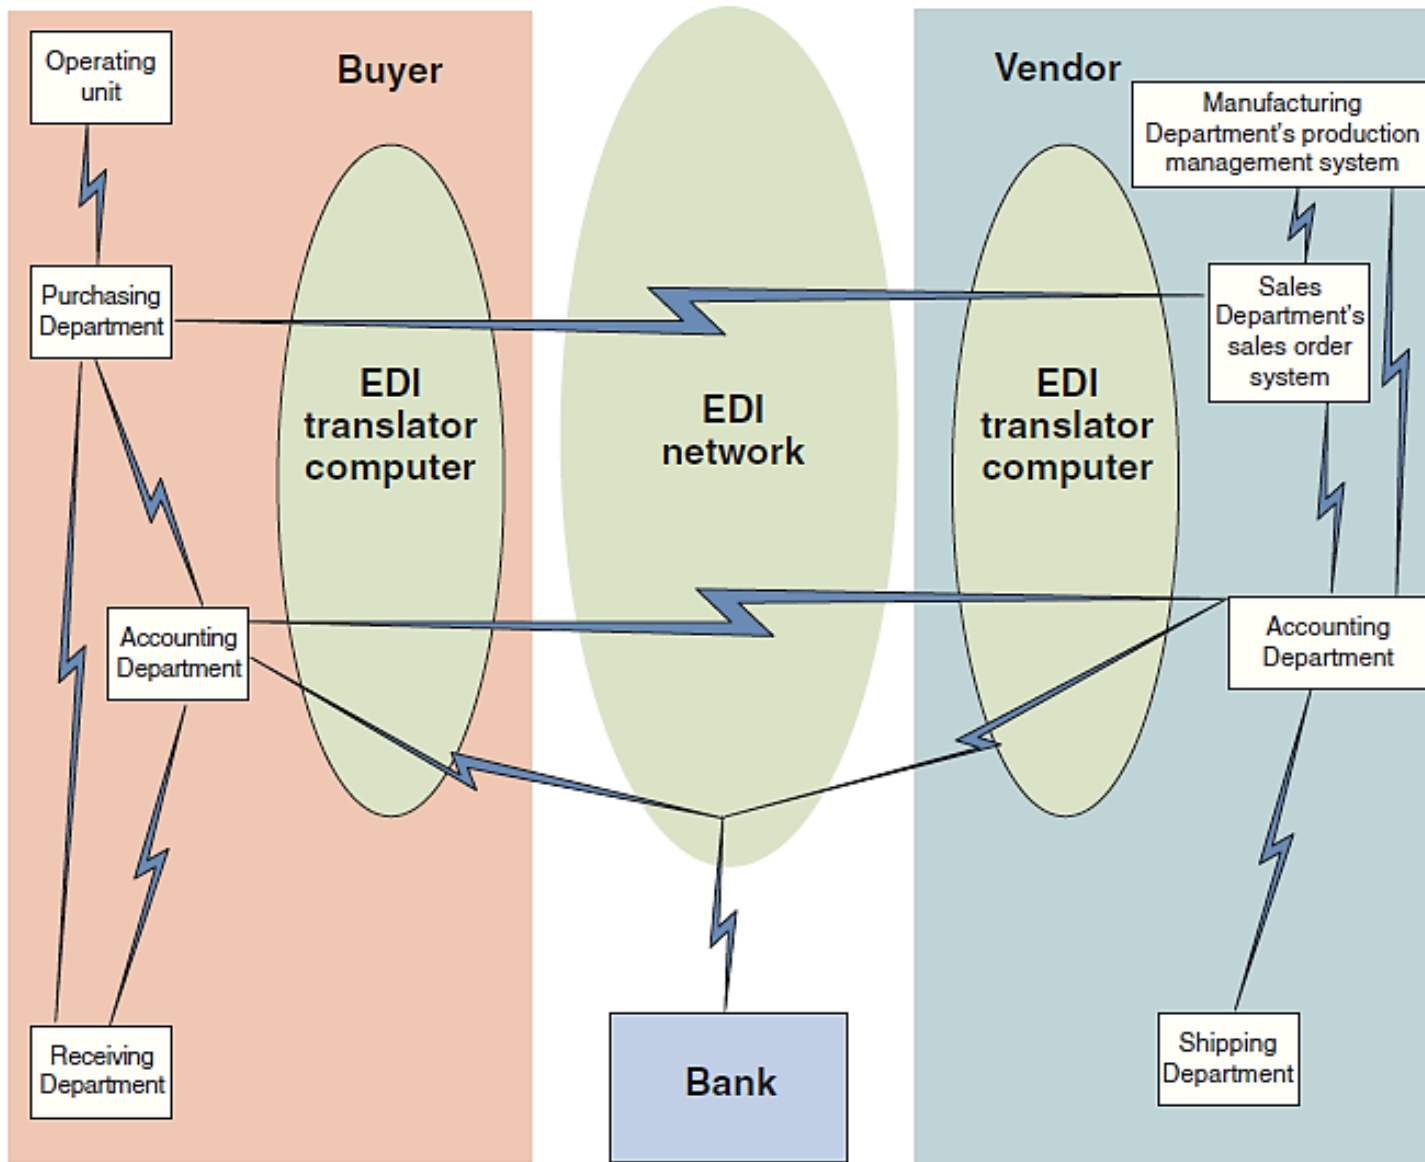 Operating
unit
Buyer
Purchasing
Department
EDI
translator
computer
Accounting
Department
Receiving
Department
EDI
network
Bank
Vendor
Manufacturing
Department's production
management system
Sales
Department's
sales order
system
EDI
translator
computer
Accounting
Department
Shipping
Department